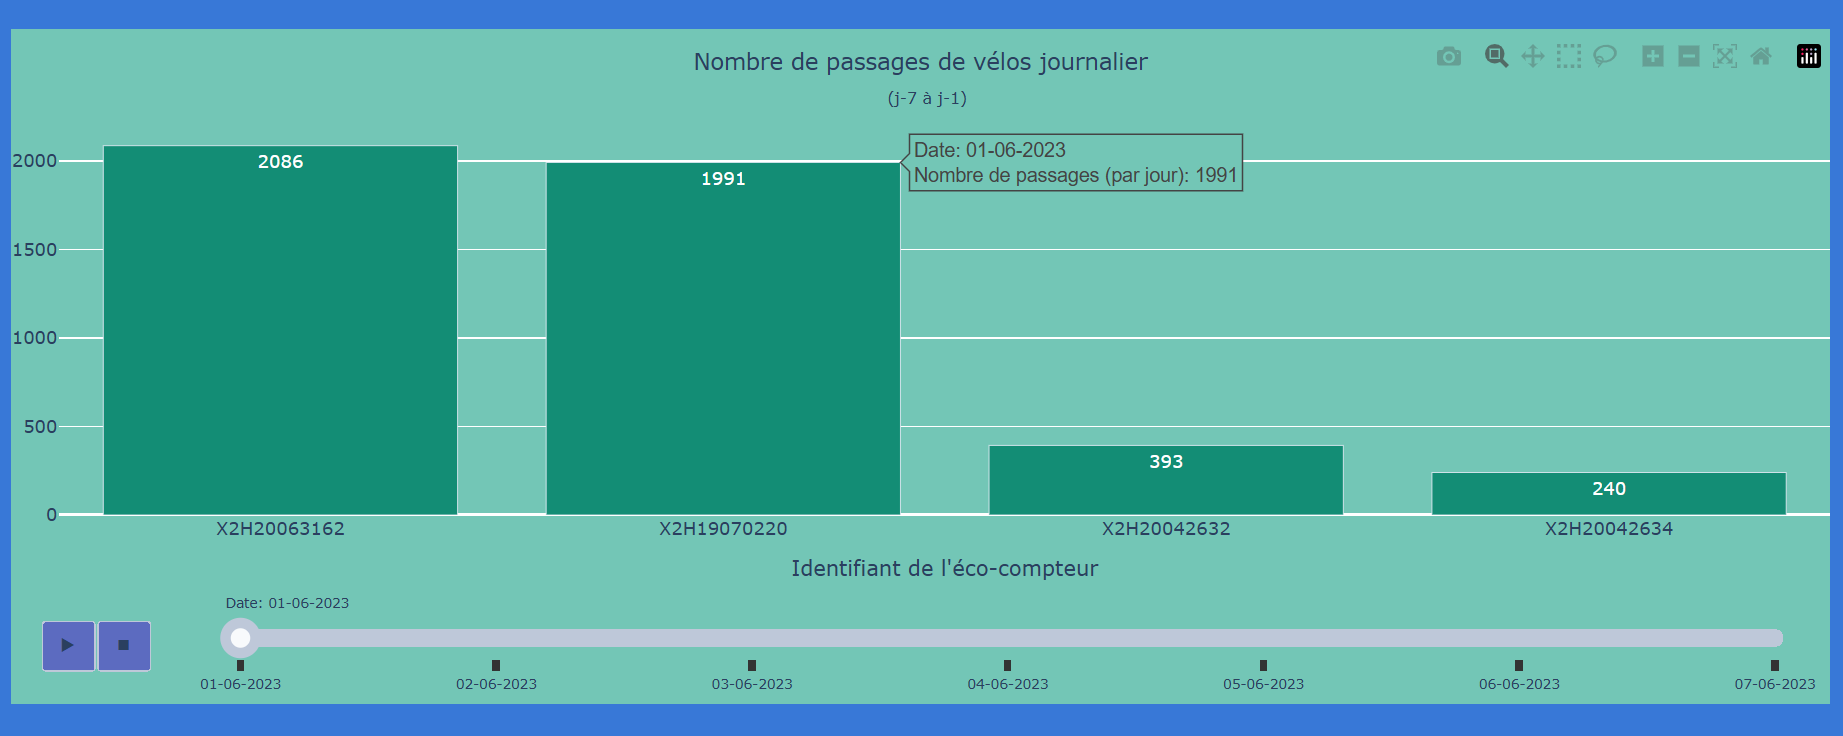 Nombre de passages de vélos journalier
(j-7 à j-1)
2000
1500
1000
500
0
2086
1991
393
240
Date: 01-06-2023
Nombre de passages (par jour): 1991
X2H20063162
X2H19070220
X2H20042632
X2H20042634
Identifiant de l'éco-compteur
Date: 01-06-2023
01-06-2023
02-06-2023
03-06-2023
04-06-2023
05-06-2023
06-06-2023
07-06-2023